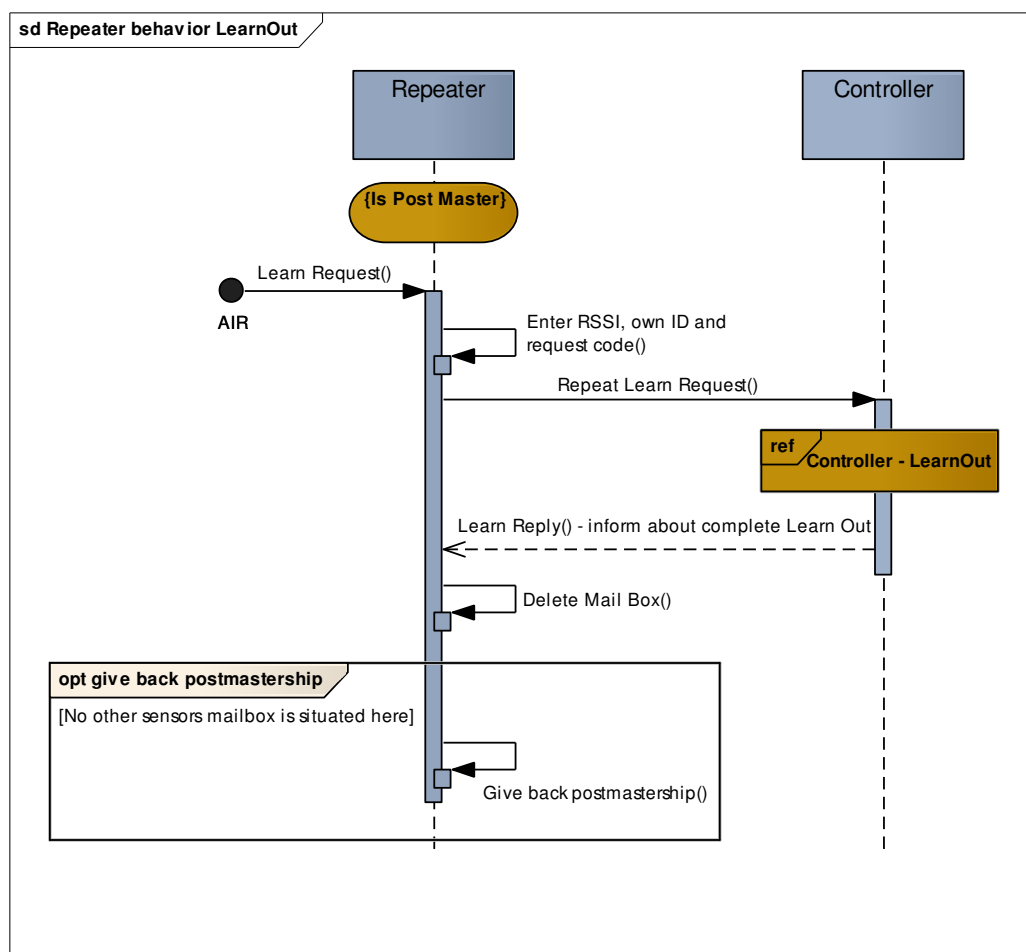 sd Repeater behavior LearnOut
Repeater
Controller
{Is Post Master}
Learn Request()
AIR
Enter RSSI, own ID and
request code()
Repeat Learn Request()
ref
Controller - LearnOut
Learn Reply() - inform about complete Learn Out
Delete Mail Box()
opt give back postmastership
[No other sensors mailbox is situated here]
Give back postmastership()